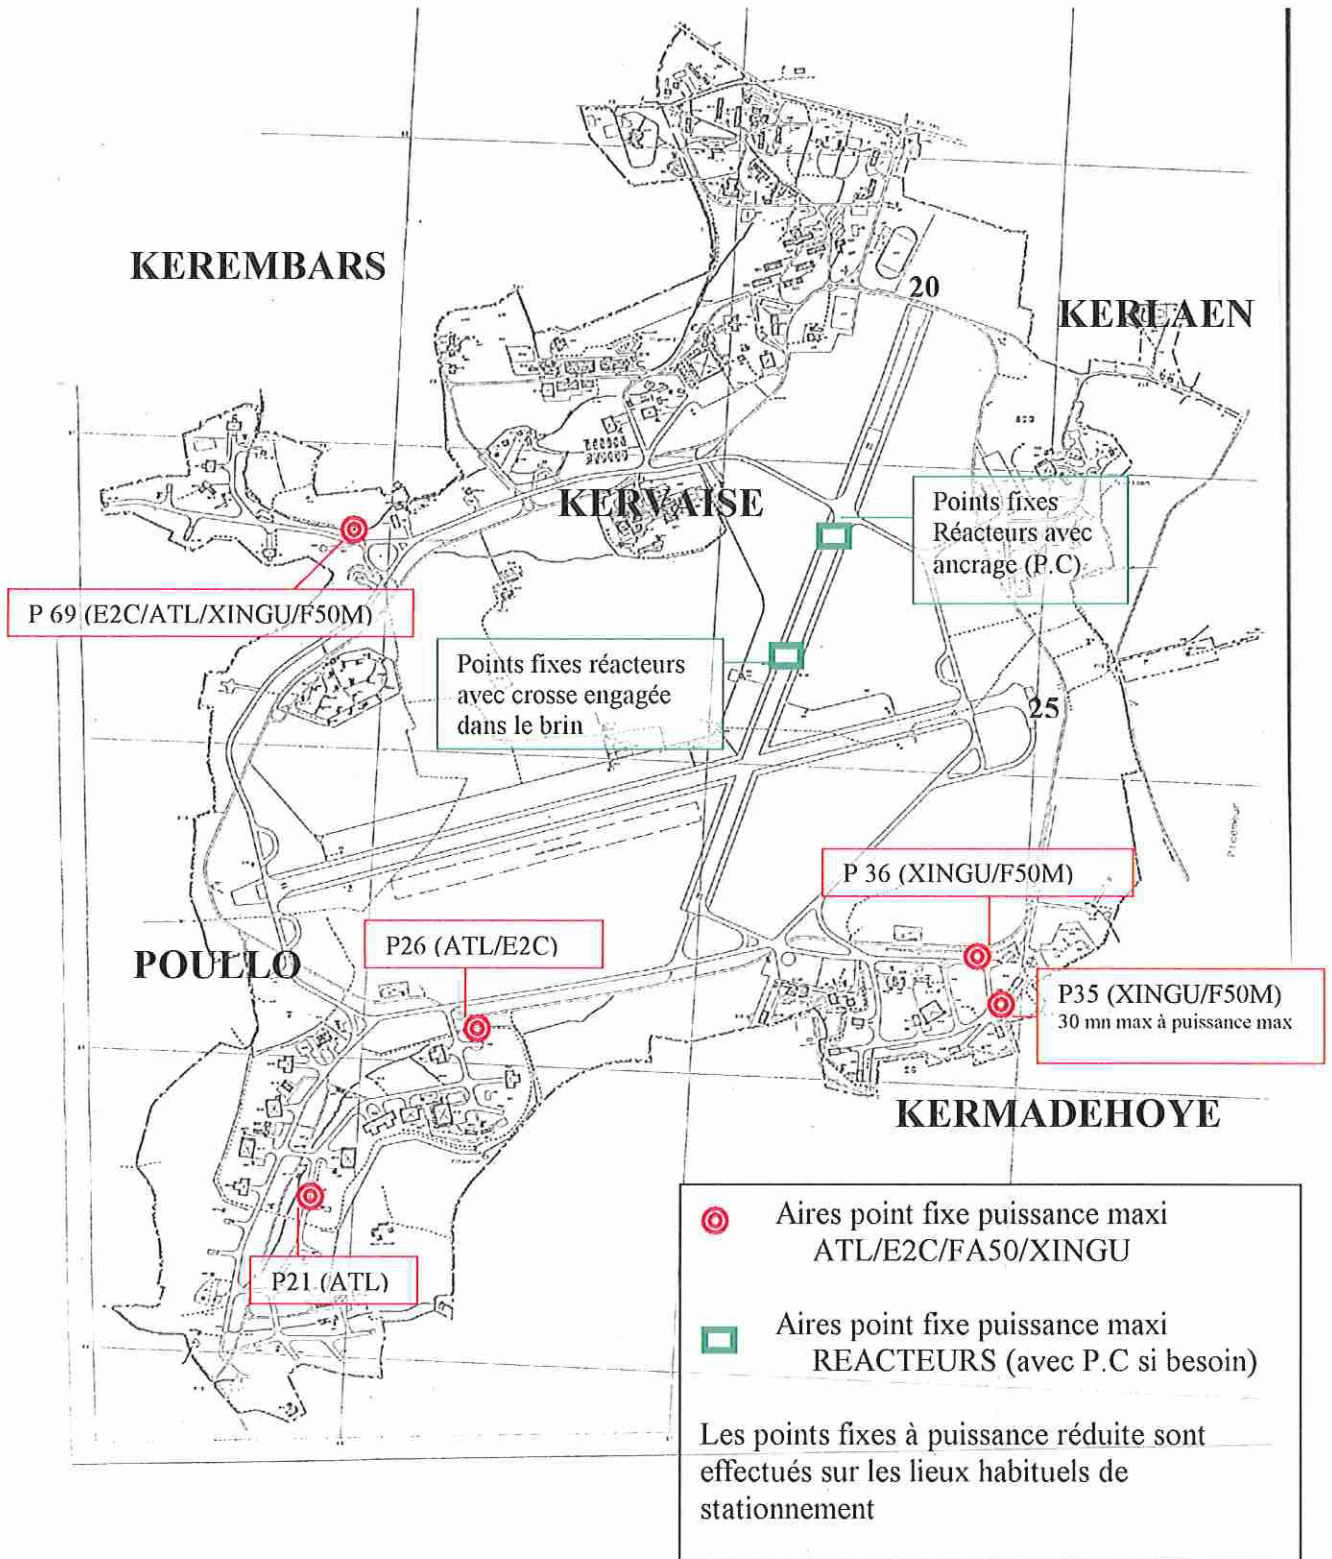 KEREMBARS
20
KERLAEN
KERVAISE
Points fixes
Réacteurs avec
ancrage (P.C)
P 69 (E2C/ATL/XINGU/F50M)
Points fixes réacteurs
avec crosse engagée
dans le brin
25
P 36 (XINGU/F50M)
P26 (ATL/E2C)
POULLO
P35 (XINGU/F50M)
30 mn max à puissance max
KERMADEHOYE
P21 (ATL)
Aires point fixe puissance maxi
ATL/E2C/FA50/XINGU
Aires point fixe puissance maxi
REACTEURS (avec P.C si besoin)
Les points fixes à puissance réduite sont
effectués sur les lieux habituels de
stationnement